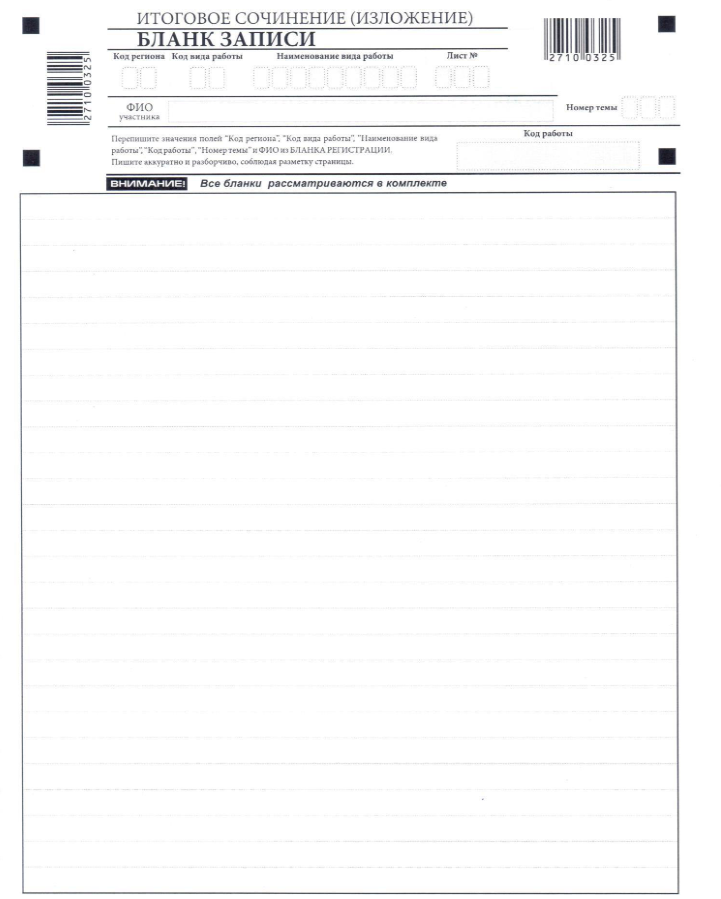 ИТОГОВОЕ СОЧИНЕНИЕ (ИЗЛОЖЕНИЕ)
БЛАНК ЗАПИСИ
Код региона Код вида работы Наименование вида работы Лист №
2710 0325
2710 0325
ФИО участника
Номер темы
Перепишите значения полей "Код региона", "Код вида работы", "Наименование вида
работы", "Код работы", "Номер темы" и ФИО из БЛАНКА РЕГИСТРАЦИИ.
Пишите аккуратно и разборчиво, соблюдая разметку страницы.
Код работы
ВНИМАНИЕ! Все бланки рассматриваются в комплекте